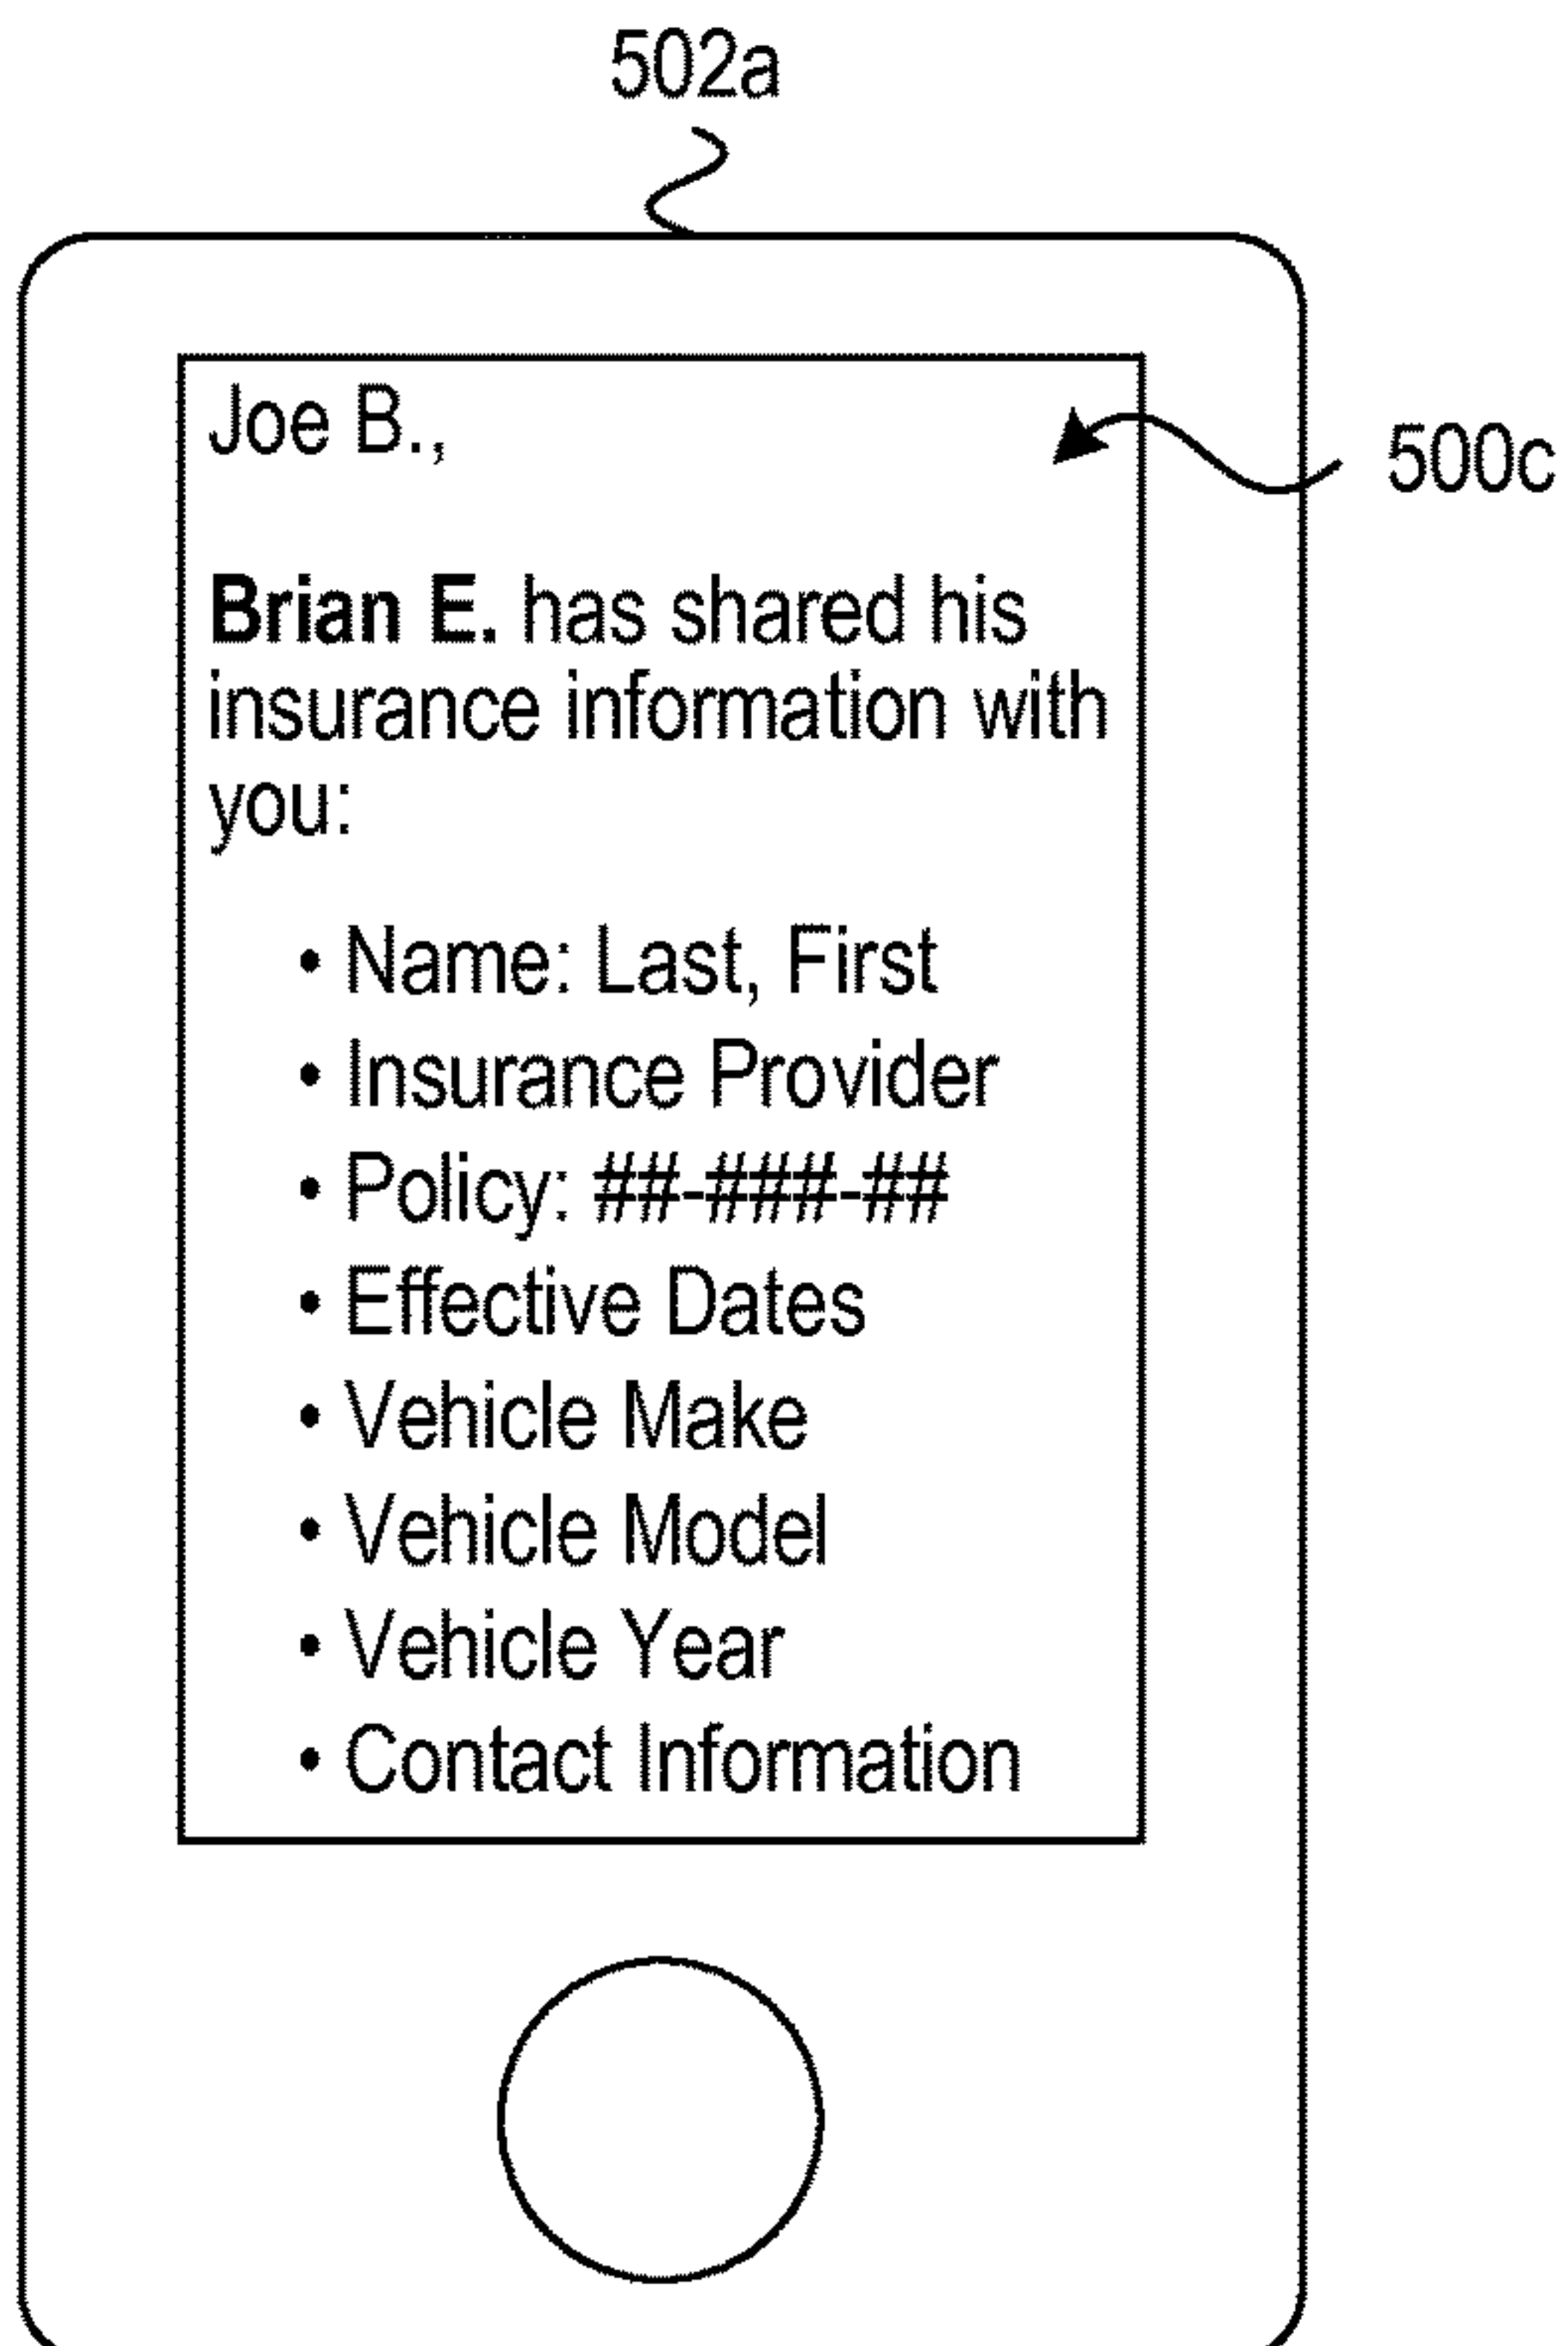 502a
Joe B.,
500c
Brian E. has shared his
insurance information with
you:
• Name: Last, First
• Insurance Provider
• Policy: ##-###-##
• Effective Dates
• Vehicle Make
• Vehicle Model
• Vehicle Year
• Contact Information